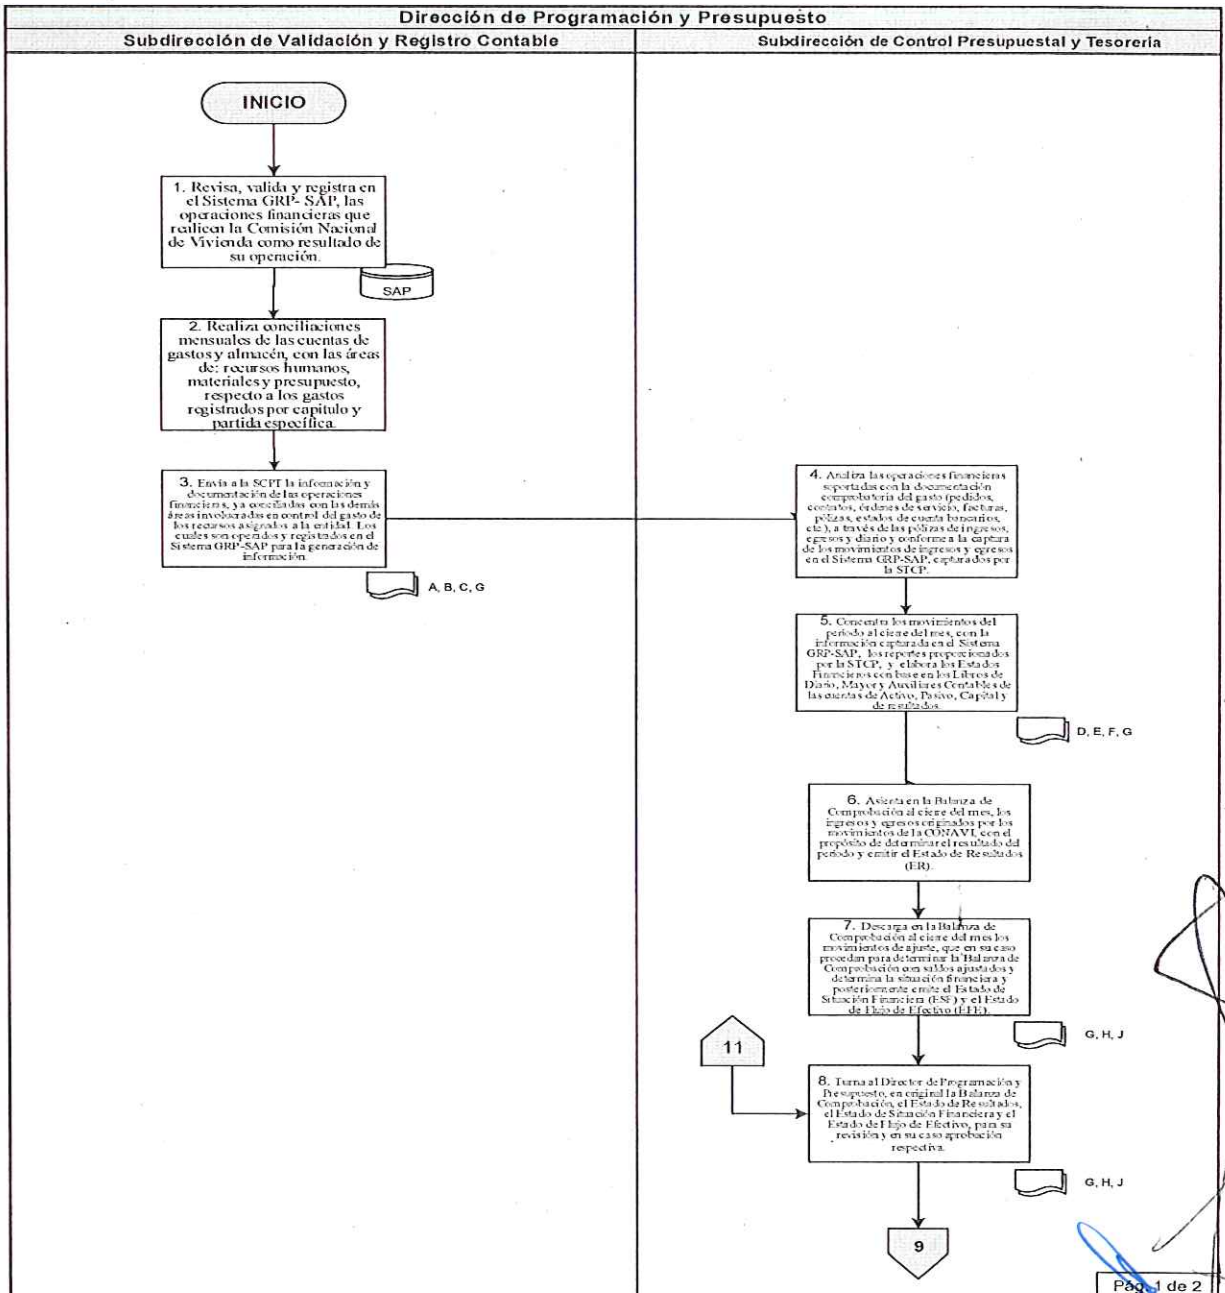 Dirección de Programación y Presupuesto
Subdirección de Validación y Registro Contable
Subdirección de Control Presupuestal y Tesorería
INICIO
1. Revisa, valida y registra en
el Sistema GRP- SAP, las
operaciones financieras que
realicen la Comisión Nacional
de Vivienda como resultado de
su operación.
SAP
2. Realiza conciliaciones
mensuales de las cuentas de
gastos y almacén, con las áreas
de: recursos humanos,
materiales y presupuesto,
respecto a los gastos
registrados por capítulo y
partida específica.
3. Envía a la SCPT la información y
documentación de las operaciones
financieras, ya conciliadas con las demás
áreas involucradas en control del gasto de
los recursos asignados a la entidad. Los
cuales son operados y registrados en el
Sistema GRP-SAP para la generación de
información.
A, B, C, G
4. Analiza las operaciones financieras
soportadas con la documentación
comprobatoria del gasto (pedidos,
contratos, órdenes de servicio, facturas,
pólizas, estados de cuenta bancarios,
etc.), a través de las pólizas de ingresos,
egresos y diario y conforme a la captura
de los movimientos de ingresos y egresos
en el Sistema GRP-SAP, capturados por
la STCP.
5. Concentra los movimientos del
periodo al cierre del mes, con la
información capturada en el Sistema
GRP-SAP, los reportes proporcionados
por la STCP, y elabora los Estados
Financieros con base en los Libros de
Diario, Mayor y Auxiliares Contables de
las cuentas de Activo, Pasivo, Capital y
de resultados.
D, E, F, G
6. Asienta en la Balanza de
Comprobación al cierre del mes, los
ingresos y egresos originados por los
movimientos de la CONAVI, con el
propósito de determinar el resultado del
periodo y emitir el Estado de Resultados
(ER).
7. Descarga en la Balanza de
Comprobación al cierre del mes los
movimientos de ajuste, que en su caso
procedan para determinar la Balanza de
Comprobación con saldos ajustados y
determina la situación financiera y
posteriormente emite el Estado de
Situación Financiera (ESF) y el Estado
de Flujo de Efectivo (EFE).
G, H, J
11
8. Turna al Director de Programación y
Presupuesto, en original la Balanza de
Comprobación, el Estado de Resultados,
el Estado de Situación Financiera y el
Estado de Flujo de Efectivo, para su
revisión y en su caso aprobación
respectiva.
G, H, J
9
Pág. 1 de 2